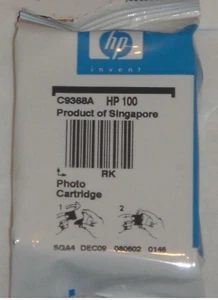 hp
invent
C9368A HP 100
Product of Singapore
RK
Photo
Cartridge
1 2
SGA4 DEC09 080602 0146